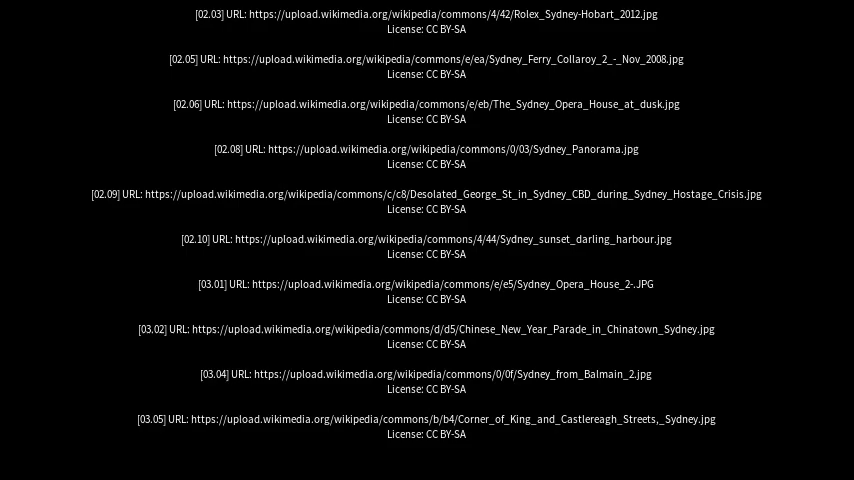 [02.03] URL: https://upload.wikimedia.org/wikipedia/commons/4/42/Rolex_Sydney-Hobart_2012.jpg
License: CC BY-SA
[02.05] URL: https://upload.wikimedia.org/wikipedia/commons/e/ea/Sydney_Ferry_Collaroy_2_-_Nov_2008.jpg
License: CC BY-SA
[02.06] URL: https://upload.wikimedia.org/wikipedia/commons/e/eb/The_Sydney_Opera_House_at_dusk.jpg
License: CC BY-SA
[02.08] URL: https://upload.wikimedia.org/wikipedia/commons/0/03/Sydney_Panorama.jpg
License: CC BY-SA
[02.09] URL: https://upload.wikimedia.org/wikipedia/commons/c/c8/Desolated_George_St_in_Sydney_CBD_during_Sydney_Hostage_Crisis.jpg
License: CC BY-SA
[02.10] URL: https://upload.wikimedia.org/wikipedia/commons/4/44/Sydney_sunset_darling_harbour.jpg
License: CC BY-SA
[03.01] URL: https://upload.wikimedia.org/wikipedia/commons/e/e5/Sydney_Opera_House_2-.JPG
License: CC BY-SA
[03.02] URL: https://upload.wikimedia.org/wikipedia/commons/d/d5/Chinese_New_Year_Parade_in_Chinatown_Sydney.jpg
License: CC BY-SA
[03.04] URL: https://upload.wikimedia.org/wikipedia/commons/0/0f/Sydney_from_Balmain_2.jpg
License: CC BY-SA
[03.05] URL: https://upload.wikimedia.org/wikipedia/commons/b/b4/Corner_of_King_and_Castlereagh_Streets,_Sydney.jpg
License: CC BY-SA